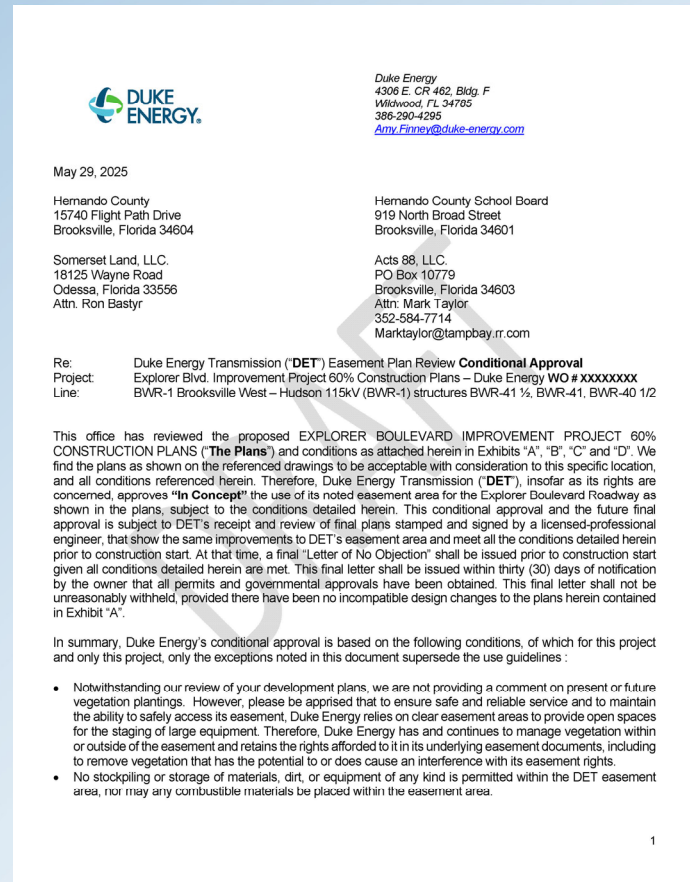 DUKE
ENERGY®
Duke Energy
4306 E. CR 462, Bldg. F
Wildwood, FL 34785
386-290-4295
Amy.Finney@duke-energy.com
May 29, 2025
Hernando County
15740 Flight Path Drive
Brooksville, Florida 34604
Hernando County School Board
919 North Broad Street
Brooksville, Florida 34601
Somerset Land, LLC.
18125 Wayne Road
Odessa, Florida 33556
Attn. Ron Bastyr
Acts 88, LLC.
PO Box 10779
Brooksville, Florida 34603
Attn: Mark Taylor
352-584-7714
Marktaylor@tampbay.rr.com
Re: Duke Energy Transmission (“DET”) Easement Plan Review Conditional Approval
Project: Explorer Blvd. Improvement Project 60% Construction Plans – Duke Energy WO # XXXXXXXX
Line: BWR-1 Brooksville West – Hudson 115kV (BWR-1) structures BWR-41 ½, BWR-41, BWR-40 1/2
DRAFT
This office has reviewed the proposed EXPLORER BOULEVARD IMPROVEMENT PROJECT 60%
CONSTRUCTION PLANS (“The Plans”) and conditions as attached herein in Exhibits “A”, “B”, “C” and “D”. We
find the plans as shown on the referenced drawings to be acceptable with consideration to this specific location,
and all conditions referenced herein. Therefore, Duke Energy Transmission (“DET”), insofar as its rights are
concerned, approves “In Concept” the use of its noted easement area for the Explorer Boulevard Roadway as
shown in the plans, subject to the conditions detailed herein. This conditional approval and the future final
approval is subject to DET’s receipt and review of final plans stamped and signed by a licensed-professional
engineer, that show the same improvements to DET’s easement area and meet all the conditions detailed herein
prior to construction start. At that time, a final “Letter of No Objection” shall be issued prior to construction start
given all conditions detailed herein are met. This final letter shall be issued within thirty (30) days of notification
by the owner that all permits and governmental approvals have been obtained. This final letter shall not be
unreasonably withheld, provided there have been no incompatible design changes to the plans herein contained
in Exhibit “A”.
In summary, Duke Energy’s conditional approval is based on the following conditions, of which for this project
and only this project, only the exceptions noted in this document supersede the use guidelines :
• Notwithstanding our review of your development plans, we are not providing a comment on present or future
vegetation plantings. However, please be apprised that to ensure safe and reliable service and to maintain
the ability to safely access its easement, Duke Energy relies on clear easement areas to provide open spaces
for the staging of large equipment. Therefore, Duke Energy has and continues to manage vegetation within
or outside of the easement and retains the rights afforded to it in its underlying easement documents, including
to remove vegetation that has the potential to or does cause an interference with its easement rights.
• No stockpiling or storage of materials, dirt, or equipment of any kind is permitted within the DET easement
area, nor may any combustible materials be placed within the easement area.
1